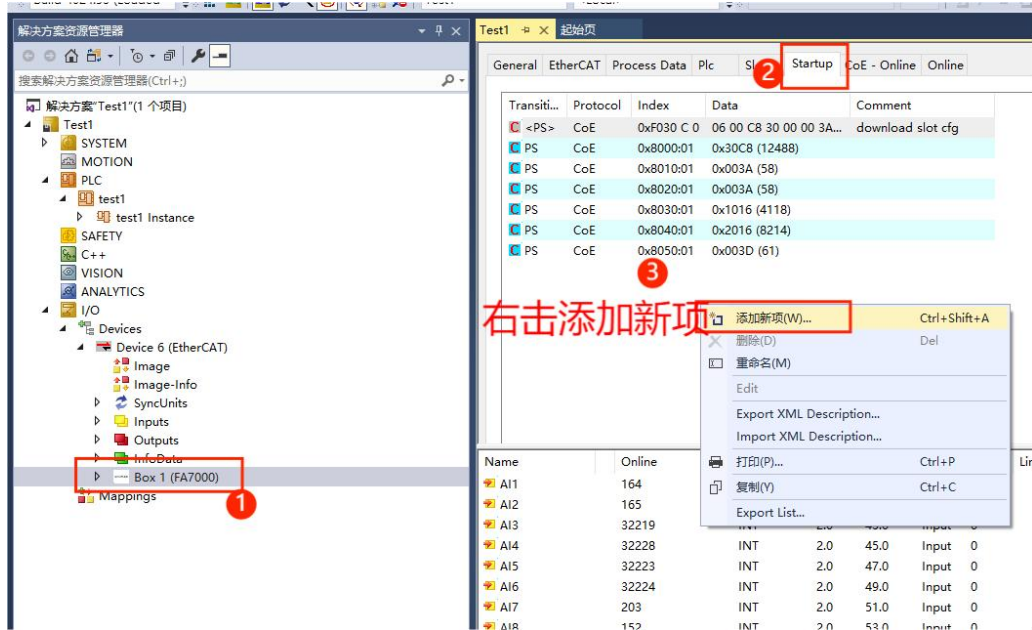 解决方案资源管理器
搜索解决方案资源管理器(Ctrl+;)
解决方案"Test1"(1 个项目)
Test1
SYSTEM
MOTION
PLC
test1
test1 Instance
SAFETY
C++
VISION
ANALYTICS
I/O
Devices
Device 6 (EtherCAT)
Image
Image-Info
SyncUnits
Inputs
Outputs
InfoData
Box 1 (FA7000)
1
Mappings
Test1 起始页
General EtherCAT Process Data Plc 2 Startup CoE - Online Online
Transiti... Protocol Index Data Comment
C <PS> CoE 0xF030 C 0 06 00 C8 30 00 00 3A... download slot cfg
C PS CoE 0x8000:01 0x30C8 (12488)
C PS CoE 0x8010:01 0x003A (58)
C PS CoE 0x8020:01 0x003A (58)
C PS CoE 0x8030:01 0x1016 (4118)
C PS CoE 0x8040:01 0x2016 (8214)
C PS CoE 0x8050:01 0x003D (61)
3
右击添加新项
添加新项(W)... Ctrl+Shift+A
删除(D) Del
重命名(M)
Edit
Export XML Description...
Import XML Description...
打印(P)... Ctrl+P
复制(Y) Ctrl+C
Export List...
Name Online
AI1 164
AI2 165
AI3 32219
AI4 32228 INT 2.0 45.0 Input 0
AI5 32223 INT 2.0 47.0 Input 0
AI6 32224 INT 2.0 49.0 Input 0
AI7 203 INT 2.0 51.0 Input 0
AI8 152 INT 2.0 53.0 Input 0